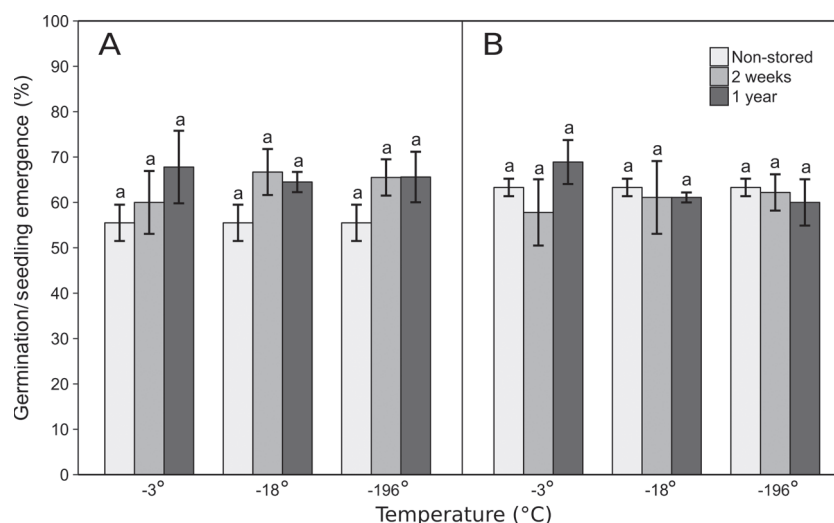 A
B
Non-stored
2 weeks
1 year
Germination/seedling emergence (%)
100
90
80
70
60
50
40
30
20
10
0
a a a a a a a a a
a a a a a a a a a
-3° -18° -196° -3° -18° -196°
Temperature (°C)